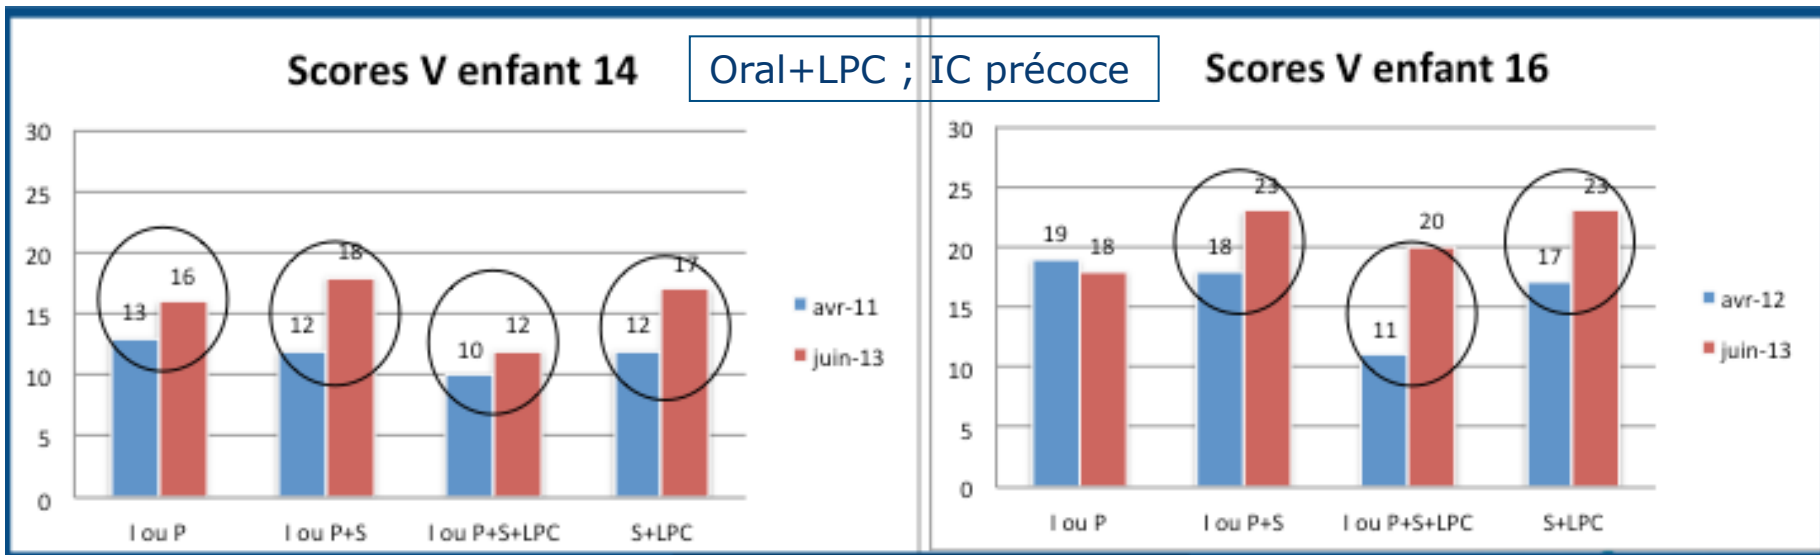 Scores V enfant 14
Oral+LPC ; IC précoce
Scores V enfant 16
30
25
20
15
10
5
0
13
16
12
18
10
12
12
17
I ou P
I ou P+S
I ou P+S+LPC
S+LPC
avr-11
juin-13
30
25
20
15
10
5
0
19
18
18
23
11
20
17
23
I ou P
I ou P+S
I ou P+S+LPC
S+LPC
avr-12
juin-13